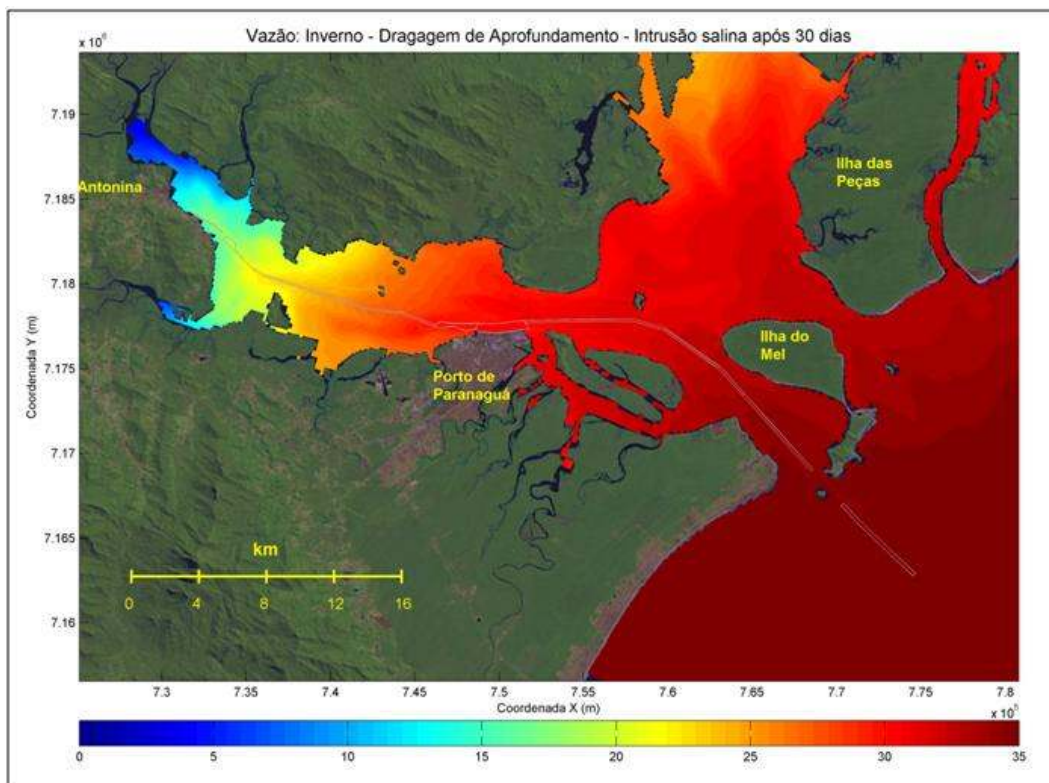 Vazão: Inverno - Dragagem de Aprofundamento - Intrusão salina após 30 dias
x 10⁶
7.19
7.185
7.18
7.175
7.17
7.165
7.16
Coordenada Y (m)
Antonina
Ilha das
Peças
Ilha do
Mel
Porto de
Paranaguá
km
0 4 8 12 16
7.3 7.35 7.4 7.45 7.5 7.55 7.6 7.65 7.7 7.75 7.8
Coordenada X (m)
x 10⁵
0 5 10 15 20 25 30 35